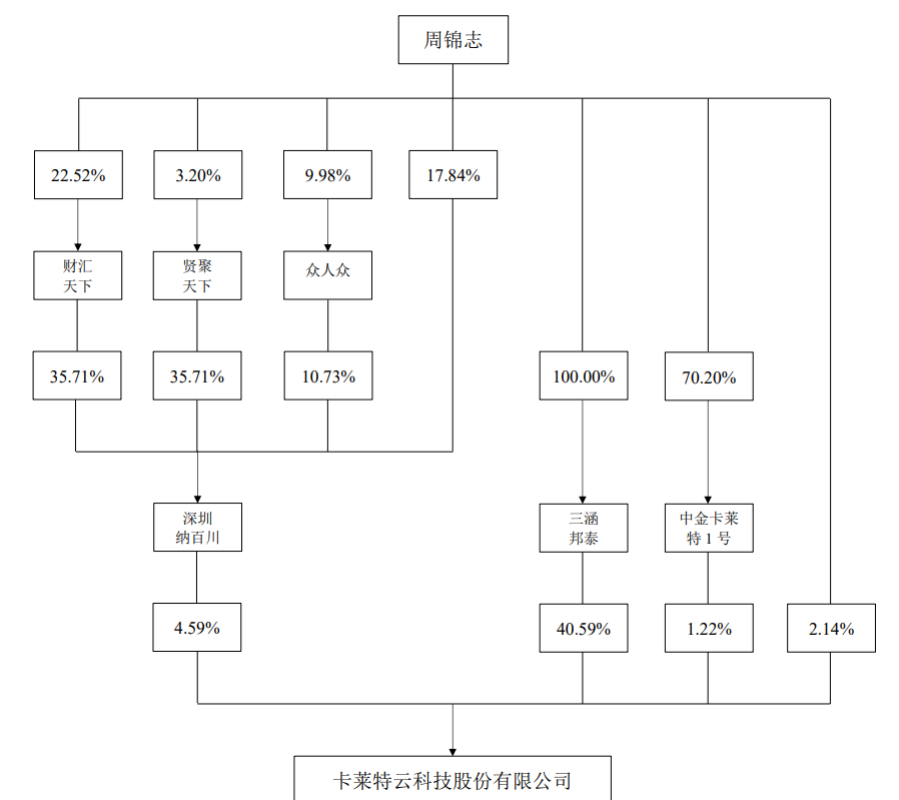 周锦志
22.52%
3.20%
9.98%
17.84%
财汇
天下
贤聚
天下
众人众
35.71%
35.71%
10.73%
100.00%
70.20%
深圳
纳百川
三涵
邦泰
中金卡莱
特 1 号
4.59%
40.59%
1.22%
2.14%
卡莱特云科技股份有限公司